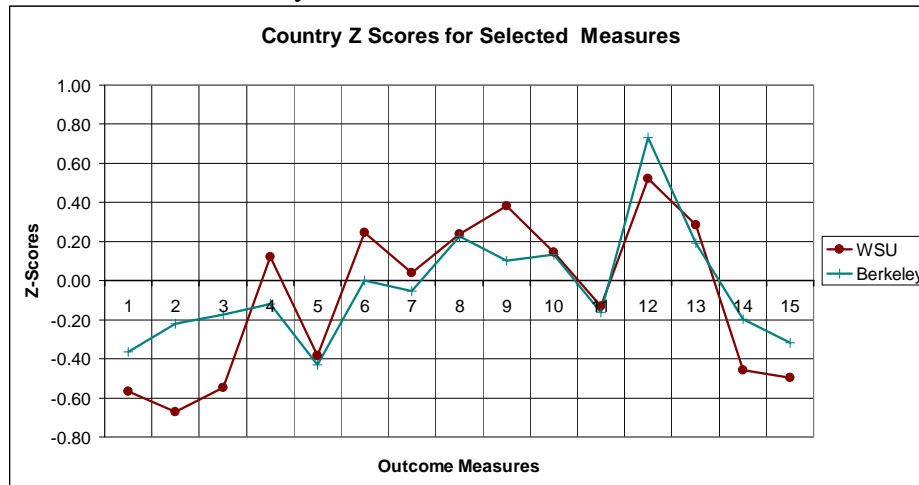 Country Z Scores for Selected  Measures
1.00
0.80
0.60
0.40
0.20
0.00
-0.20
-0.40
-0.60
-0.80
Z-Scores
1 2 3 4 5 6 7 8 9 10 11 12 13 14 15
Outcome Measures
WSU
Berkeley